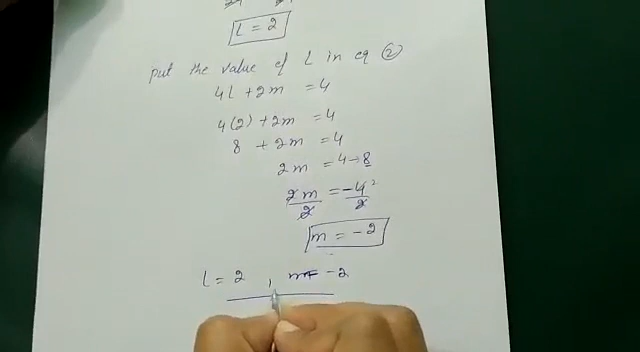 L = 2
put the value of L in eq ②
4L + 2m = 4
4(2) + 2m = 4
8 + 2m = 4
2m = 4 - 8
2m/2 = -4/2 2
m = -2
L = 2 , m = -2